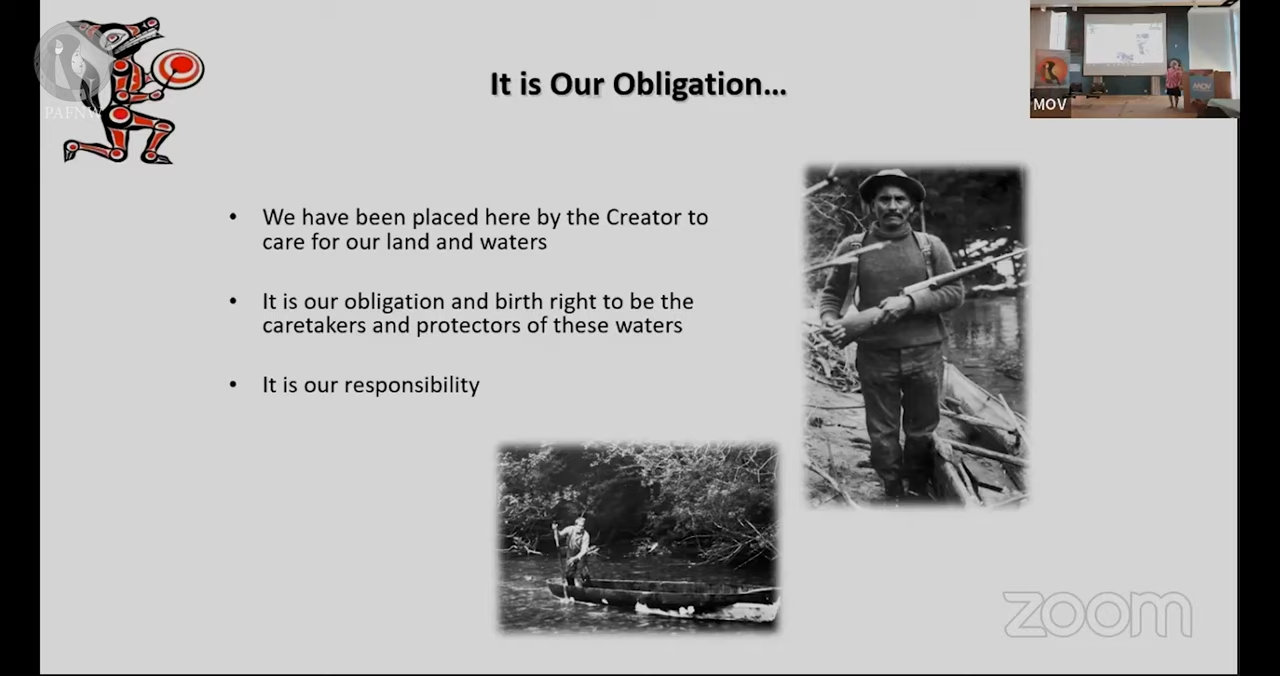 PAFNW
It is Our Obligation...
MOV
MOV
• We have been placed here by the Creator to
care for our land and waters
• It is our obligation and birth right to be the
caretakers and protectors of these waters
• It is our responsibility
zoom